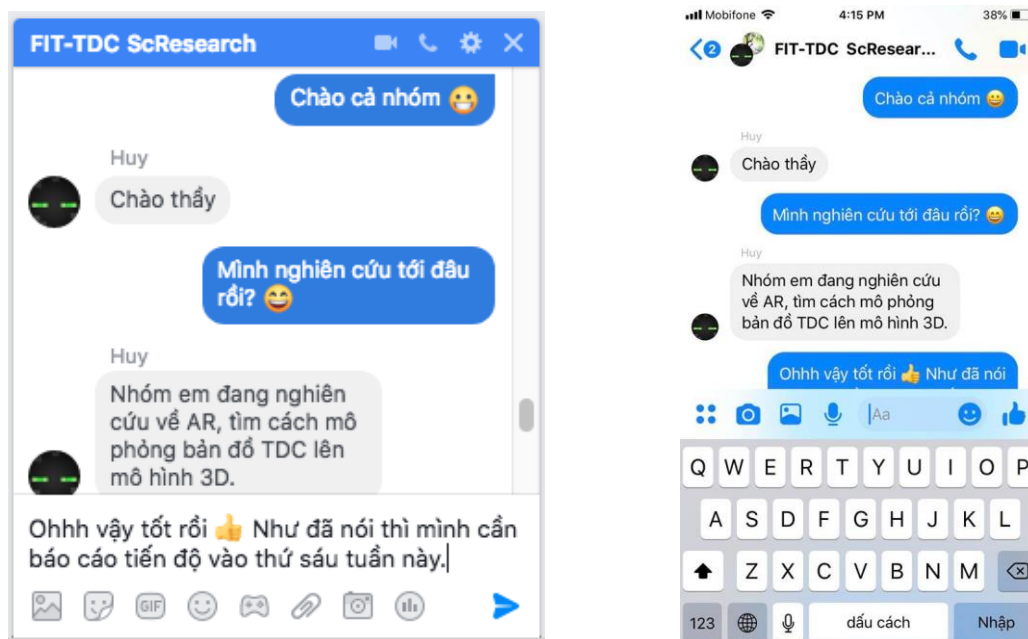 FIT-TDC ScResearch
Chào cả nhóm 😀
Huy
Chào thầy
Mình nghiên cứu tới đâu
rồi? 😄
Huy
Nhóm em đang nghiên
cứu về AR, tìm cách mô
phỏng bản đồ TDC lên
mô hình 3D.
Ohhh vậy tốt rồi 👍 Như đã nói thì mình cần
báo cáo tiến độ vào thứ sáu tuần này.
GIF
Mobifone 4:15 PM 38%
2 FIT-TDC ScResear...
Chào cả nhóm 😀
Huy
Chào thầy
Mình nghiên cứu tới đâu rồi? 😄
Huy
Nhóm em đang nghiên cứu
về AR, tìm cách mô phỏng
bản đồ TDC lên mô hình 3D.
Ohhh vậy tốt rồi 👍 Như đã nói
Aa
Q W E R T Y U I O P
A S D F G H J K L
Z X C V B N M
123 dấu cách Nhập